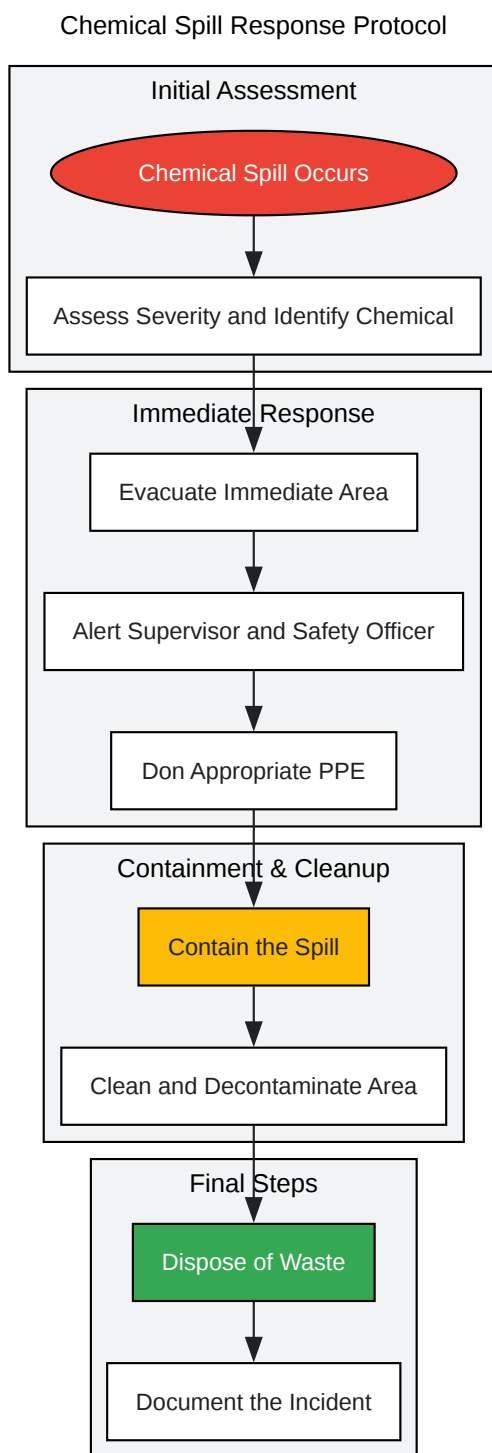 Chemical Spill Response Protocol
Initial Assessment
Chemical Spill Occurs
Assess Severity and Identify Chemical
Immediate Response
Evacuate Immediate Area
Alert Supervisor and Safety Officer
Don Appropriate PPE
Containment & Cleanup
Contain the Spill
Clean and Decontaminate Area
Final Steps
Dispose of Waste
Document the Incident